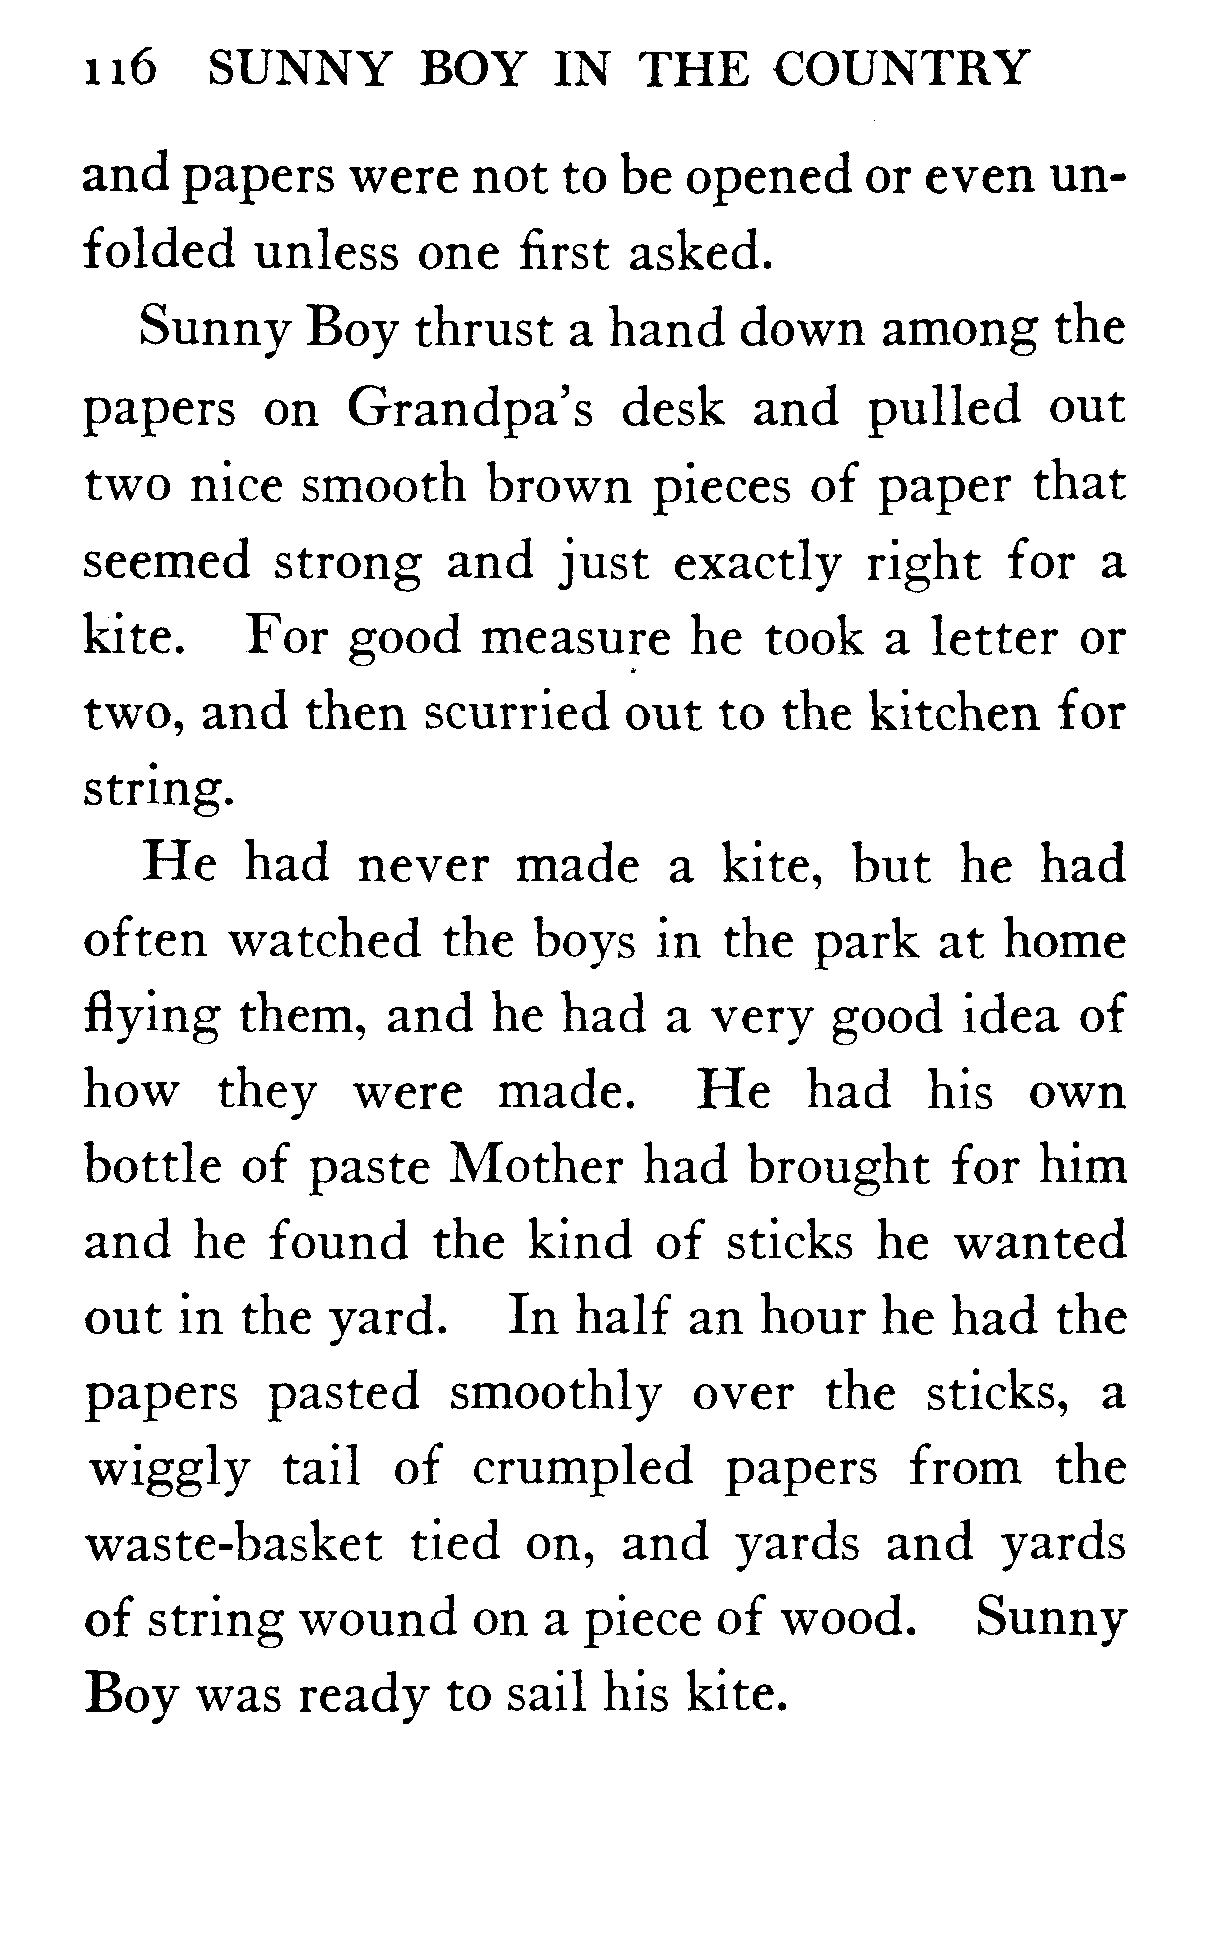 116 SUNNY BOY IN THE COUNTRY
and papers were not to be opened or even un-
folded unless one first asked.
Sunny Boy thrust a hand down among the
papers on Grandpa's desk and pulled out
two nice smooth brown pieces of paper that
seemed strong and just exactly right for a
kite. For good measure he took a letter or
two, and then scurried out to the kitchen for
string.
He had never made a kite, but he had
often watched the boys in the park at home
flying them, and he had a very good idea of
how they were made. He had his own
bottle of paste Mother had brought for him
and he found the kind of sticks he wanted
out in the yard. In half an hour he had the
papers pasted smoothly over the sticks, a
wiggly tail of crumpled papers from the
waste-basket tied on, and yards and yards
of string wound on a piece of wood. Sunny
Boy was ready to sail his kite.